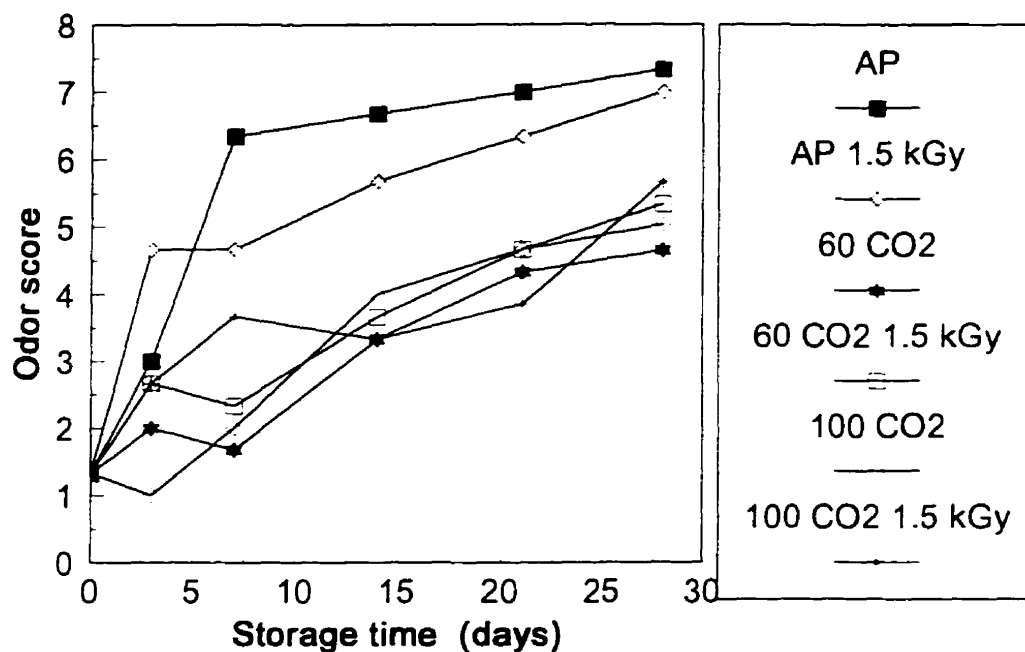 8
7
6
5
4
3
2
1
0
Odor score
0 5 10 15 20 25 30
Storage time (days)
AP
AP 1.5 kGy
60 CO2
60 CO2 1.5 kGy
100 CO2
100 CO2 1.5 kGy